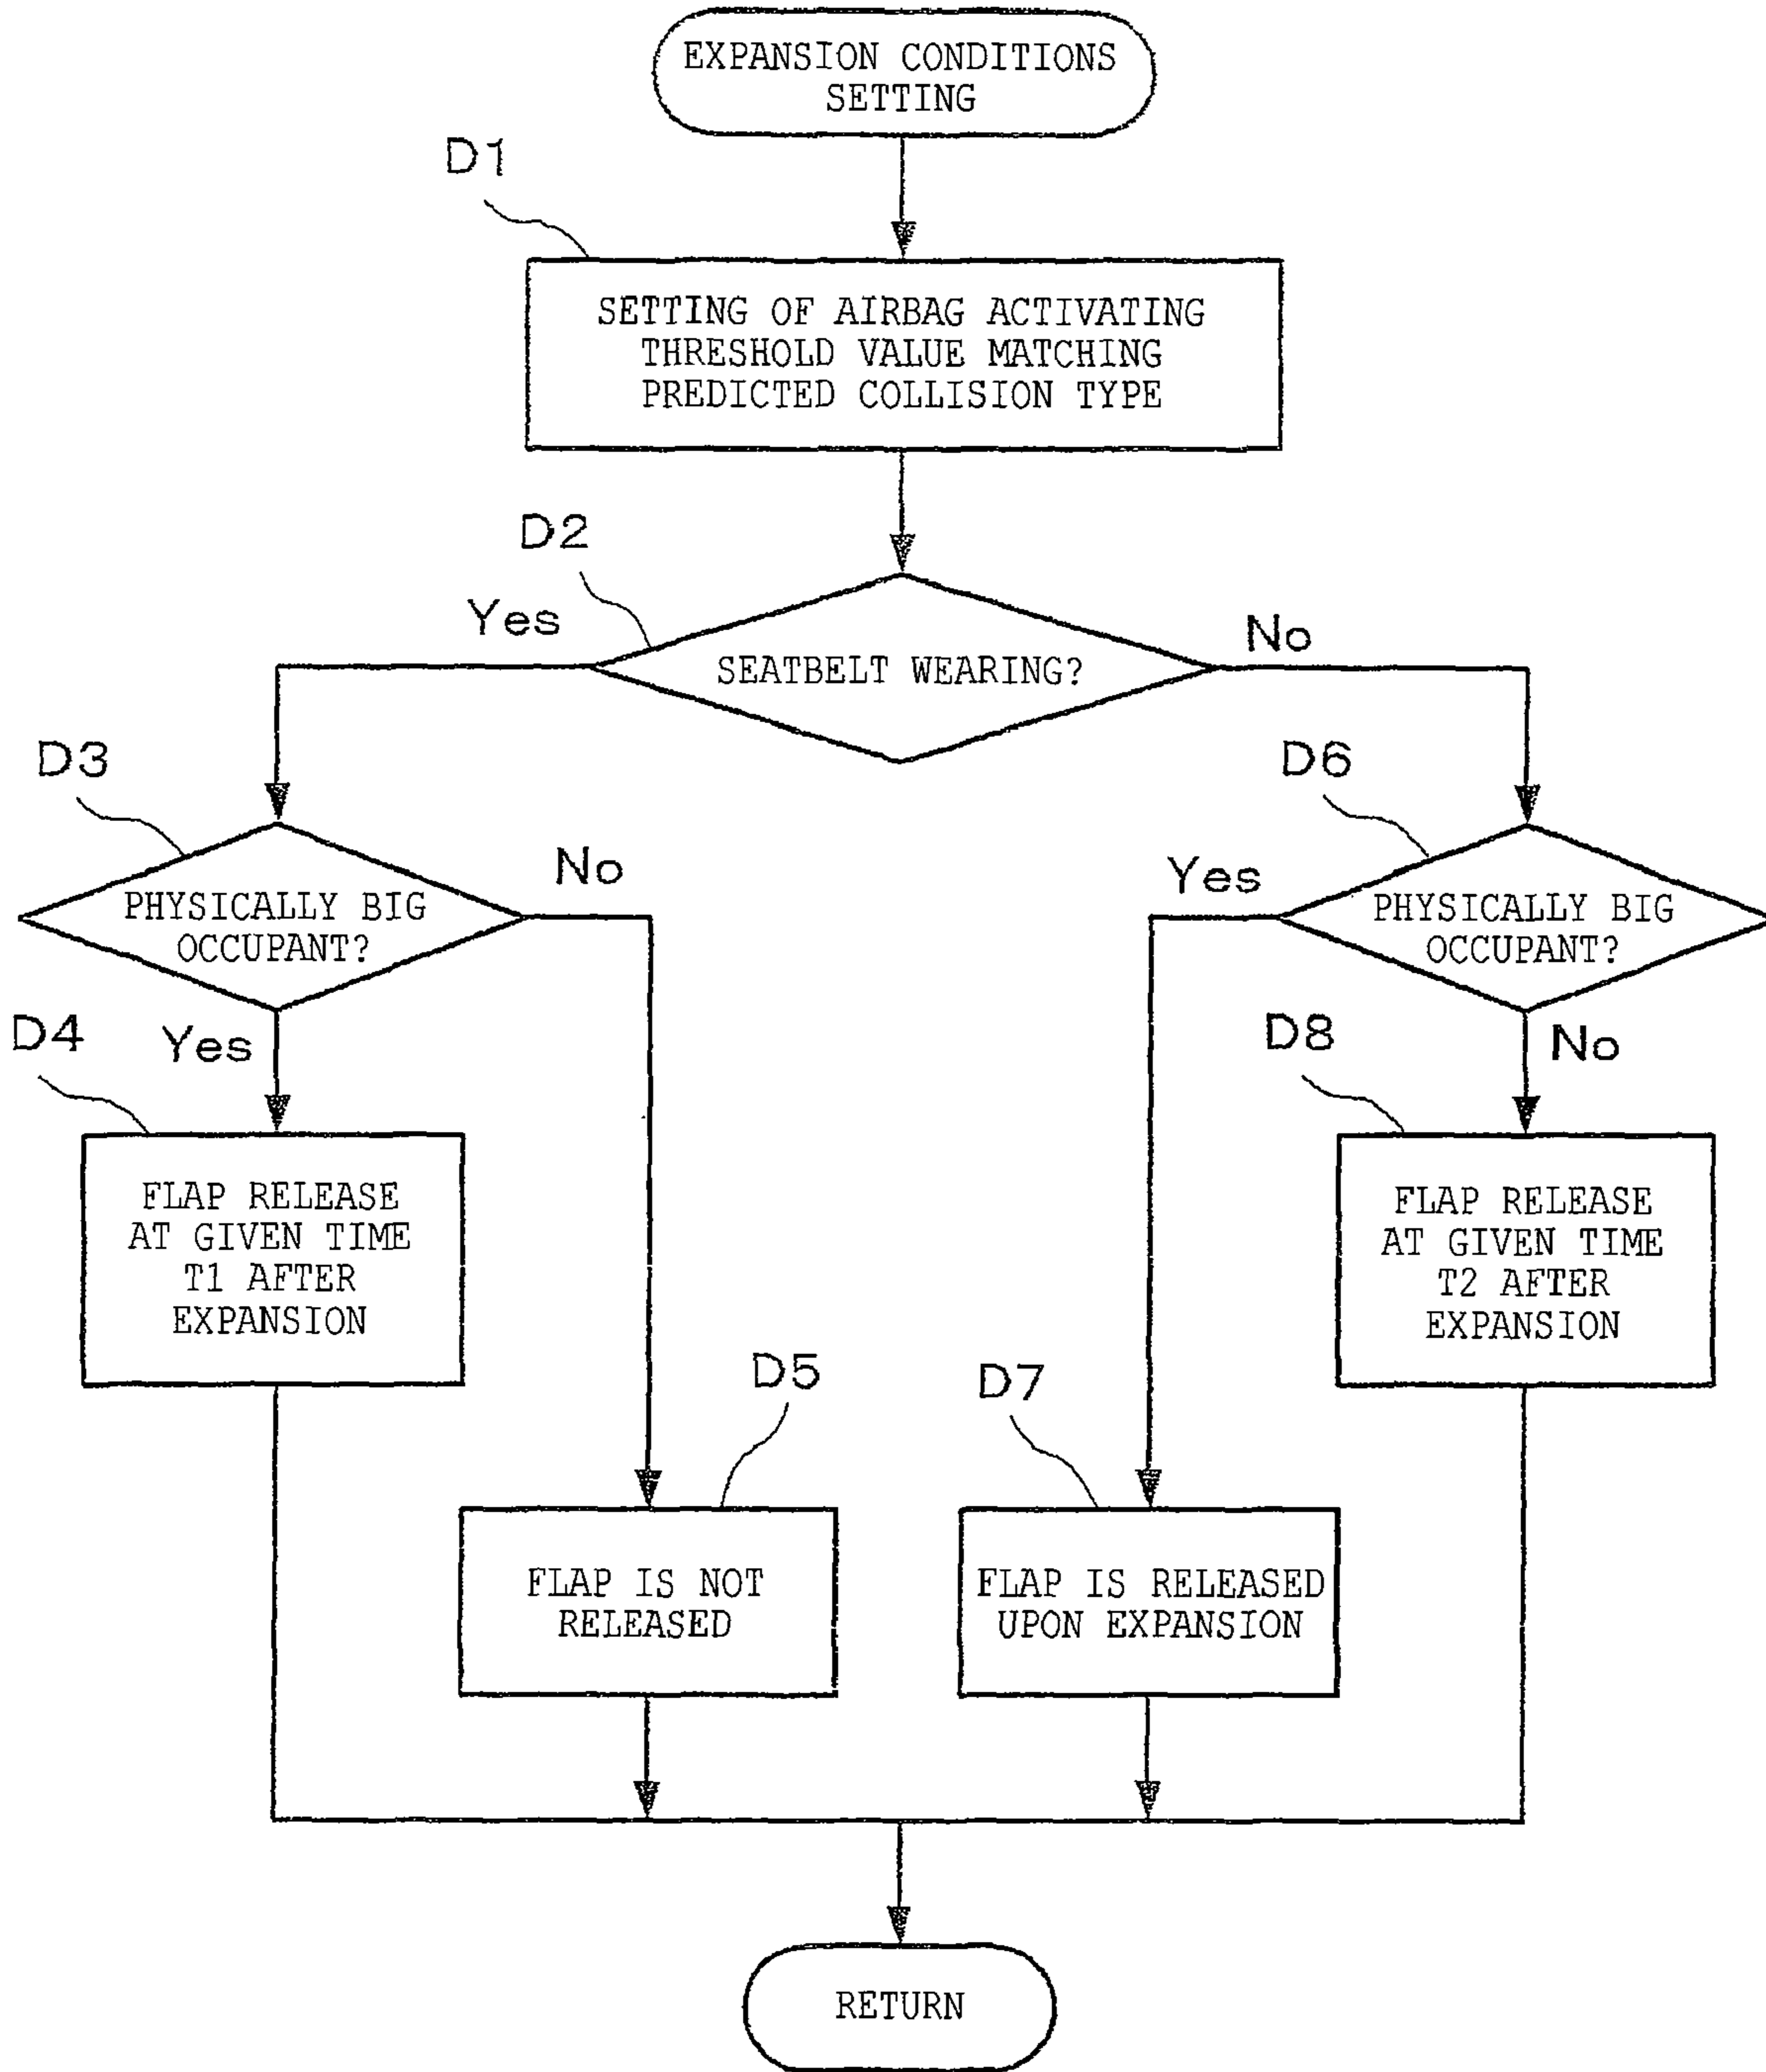 EXPANSION CONDITIONS
SETTING
D1
SETTING OF AIRBAG ACTIVATING
THRESHOLD VALUE MATCHING
PREDICTED COLLISION TYPE
D2
Yes
No
SEATBELT WEARING?
D3
No
PHYSICALLY BIG
OCCUPANT?
D6
Yes
PHYSICALLY BIG
OCCUPANT?
D4
Yes
FLAP RELEASE
AT GIVEN TIME
T1 AFTER
EXPANSION
D8
No
FLAP RELEASE
AT GIVEN TIME
T2 AFTER
EXPANSION
D5
FLAP IS NOT
RELEASED
D7
FLAP IS RELEASED
UPON EXPANSION
RETURN